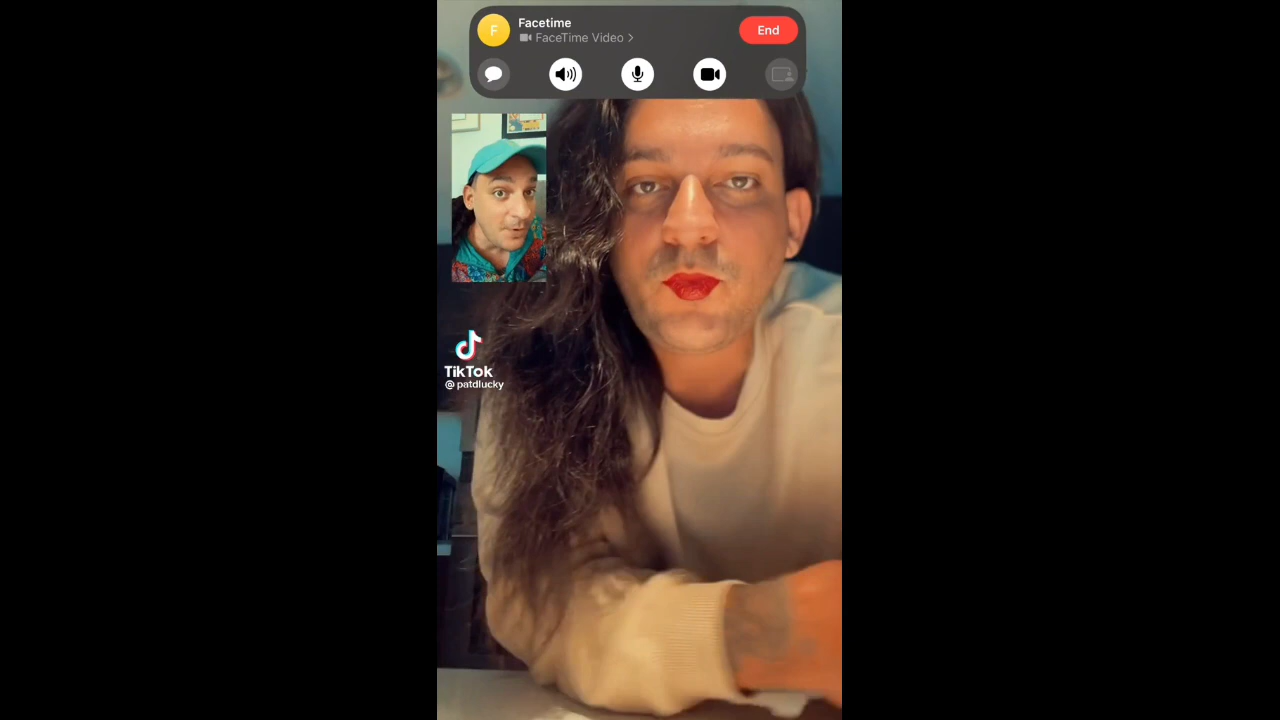 F
Facetime
FaceTime Video >
End
TikTok
@patdlucky